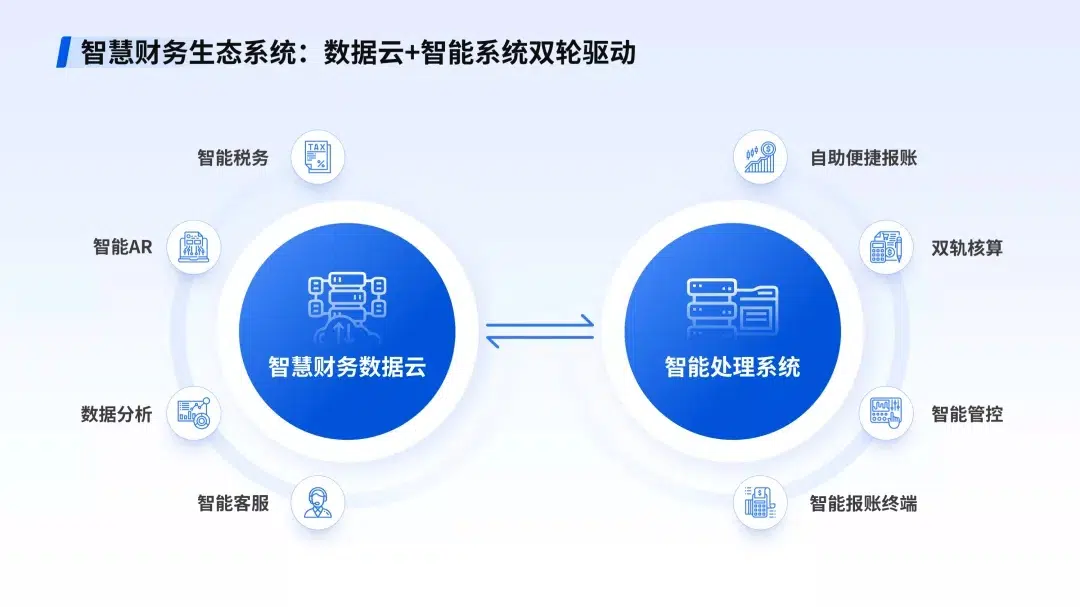 智慧财务生态系统：数据云+智能系统双轮驱动
智能税务
TAX
%
智能AR
智慧财务数据云
数据分析
智能客服
$
自助便捷报账
双轨核算
智能处理系统
智能管控
$
智能报账终端